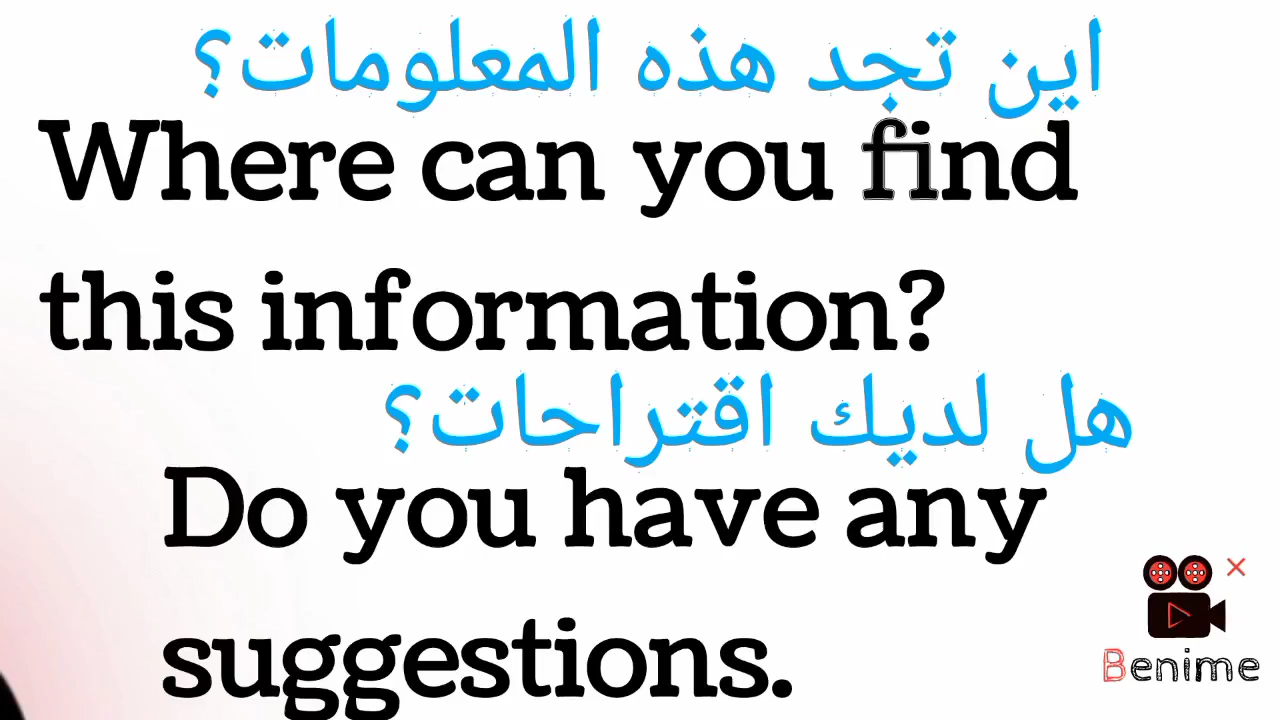 اين تجد هذه المعلومات؟
Where can you find
this information?
هل لديك اقتراحات؟
Do you have any
suggestions.
Benime